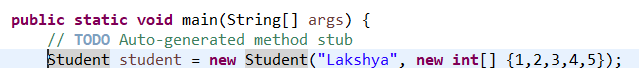 public static void main(String[] args) {
// TODO Auto-generated method stub
Student student = new Student("Lakshya", new int[] {1,2,3,4,5});